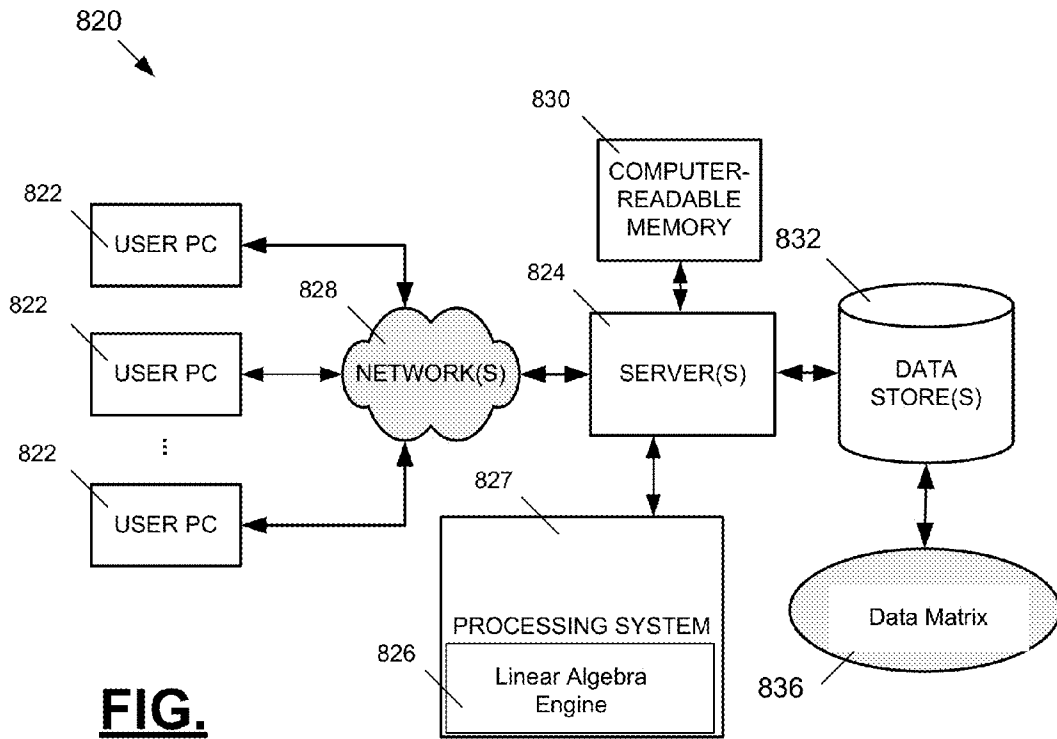 820
830
COMPUTER-
READABLE
MEMORY
822
USER PC
832
824
828
822
USER PC
NETWORK(S)
SERVER(S)
DATA
STORE(S)
...
822
USER PC
827
PROCESSING SYSTEM
826
Linear Algebra
Engine
Data Matrix
836
FIG.